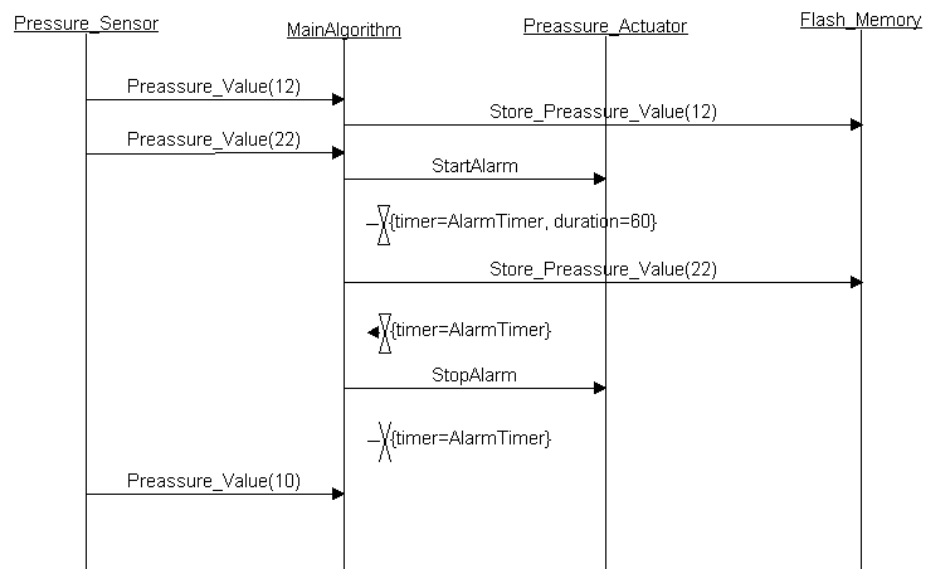 Pressure_Sensor
MainAlgorithm
Preassure_Actuator
Flash_Memory
Preassure_Value(12)
Store_Preassure_Value(12)
Preassure_Value(22)
StartAlarm
{timer=AlarmTimer, duration=60}
Store_Preassure_Value(22)
{timer=AlarmTimer}
StopAlarm
{timer=AlarmTimer}
Preassure_Value(10)